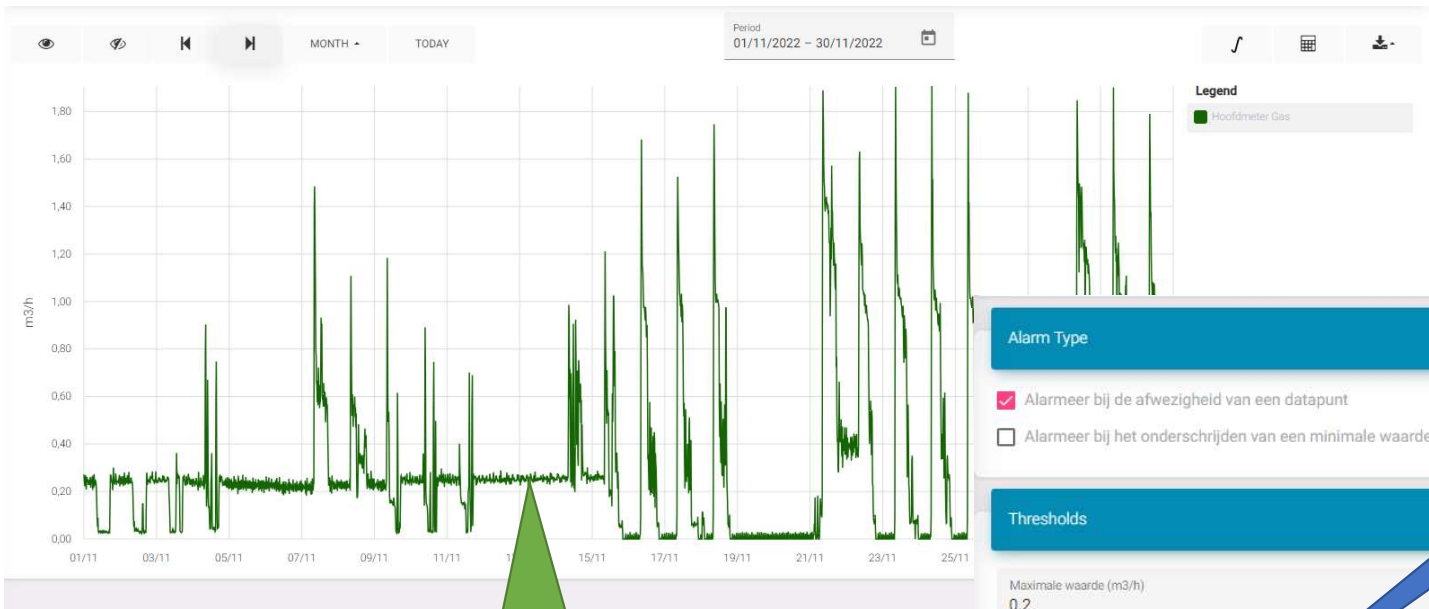 MONTH
TODAY
Period
01/11/2022 – 30/11/2022
Legend
Hoofdmeter Gas
m3/h
1,80
1,60
1,40
1,20
1,00
0,80
0,60
0,40
0,20
0,00
01/11
03/11
05/11
07/11
09/11
11/11
15/11
17/11
19/11
21/11
23/11
25/11
Alarm Type
Alarmeer bij de afwezigheid van een datapunt
Alarmeer bij het onderschrijden van een minimale waarde
Thresholds
Maximale waarde (m3/h)
0.2